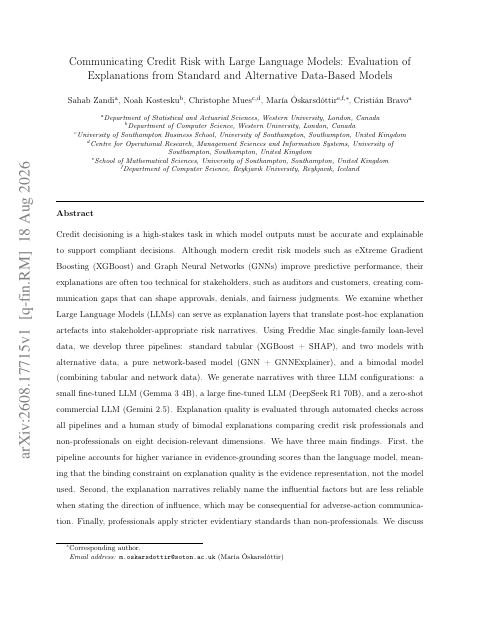 Communicating Credit Risk with Large Language Models: Evaluation of
Explanations from Standard and Alternative Data-Based Models
Sahab Zandiᵃ, Noah Kosteskuᵇ, Christophe Muesᶜ,ᵈ, María Óskarsdóttirᵉ,ᶠ,*, Cristián Bravoᵃ
ᵃDepartment of Statistical and Actuarial Sciences, Western University, London, Canada
ᵇDepartment of Computer Science, Western University, London, Canada
ᶜUniversity of Southampton Business School, University of Southampton, Southampton, United Kingdom
ᵈCentre for Operational Research, Management Sciences and Information Systems, University of
Southampton, Southampton, United Kingdom
ᵉSchool of Mathematical Sciences, University of Southampton, Southampton, United Kingdom
ᶠDepartment of Computer Science, Reykjavík University, Reykjavík, Iceland
Abstract
Credit decisioning is a high-stakes task in which model outputs must be accurate and explainable
to support compliant decisions. Although modern credit risk models such as eXtreme Gradient
Boosting (XGBoost) and Graph Neural Networks (GNNs) improve predictive performance, their
explanations are often too technical for stakeholders, such as auditors and customers, creating com-
munication gaps that can shape approvals, denials, and fairness judgments. We examine whether
Large Language Models (LLMs) can serve as explanation layers that translate post-hoc explanation
artefacts into stakeholder-appropriate risk narratives. Using Freddie Mac single-family loan-level
data, we develop three pipelines: standard tabular (XGBoost + SHAP), and two models with
alternative data, a pure network-based model (GNN + GNNExplainer), and a bimodal model
(combining tabular and network data). We generate narratives with three LLM configurations: a
small fine-tuned LLM (Gemma 3 4B), a large fine-tuned LLM (DeepSeek R1 70B), and a zero-shot
commercial LLM (Gemini 2.5). Explanation quality is evaluated through automated checks across
all pipelines and a human study of bimodal explanations comparing credit risk professionals and
non-professionals on eight decision-relevant dimensions. We have three main findings. First, the
pipeline accounts for higher variance in evidence-grounding scores than the language model, mean-
ing that the binding constraint on explanation quality is the evidence representation, not the model
used. Second, the explanation narratives reliably name the influential factors but are less reliable
when stating the direction of influence, which may be consequential for adverse-action communica-
tion. Finally, professionals apply stricter evidentiary standards than non-professionals. We discuss
*Corresponding author.
Email address: m.oskarsdottir@soton.ac.uk (María Óskarsdóttir)
arXiv:2608.17715v1 [q-fin.RM] 18 Aug 2026